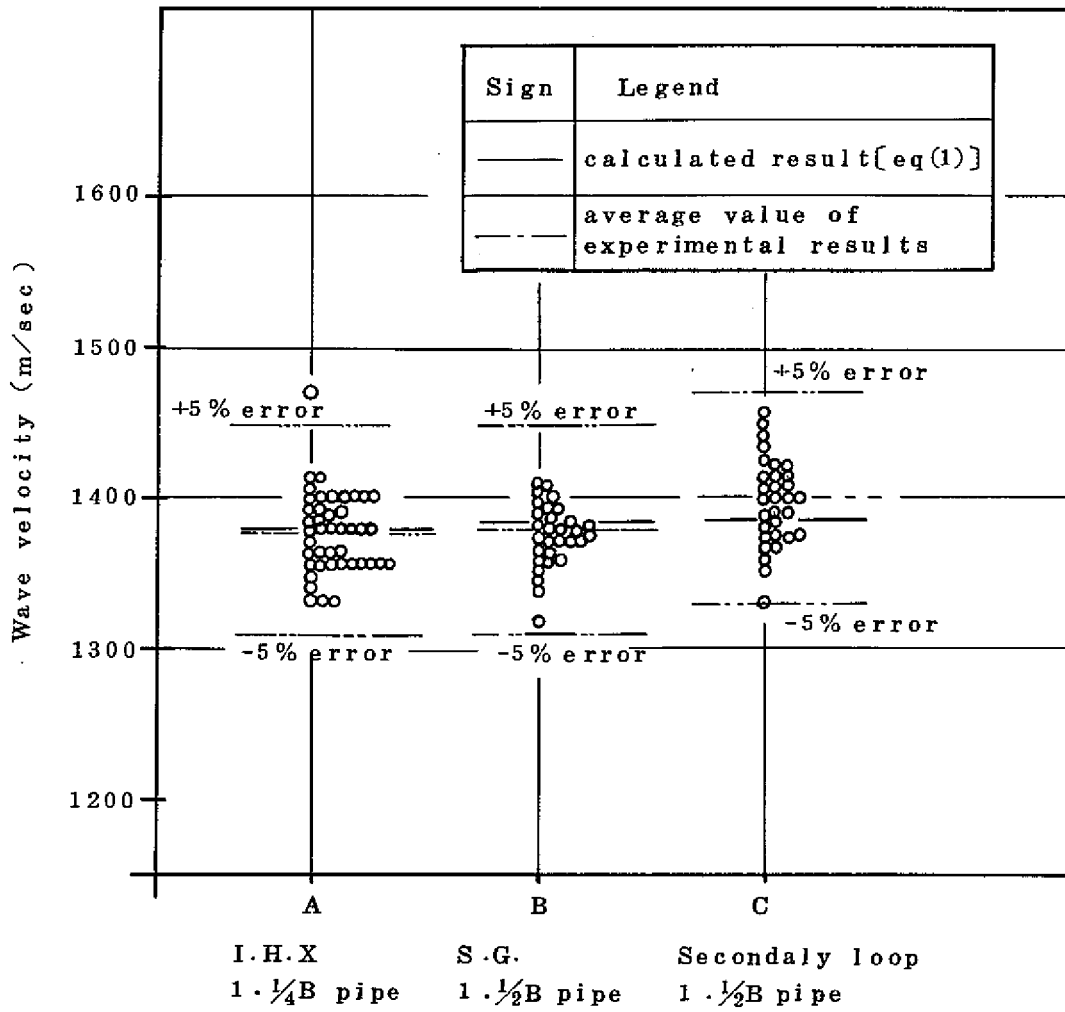 Sign Legend
calculated result[eq(1)]
average value of
experimental results
Wave velocity (m/sec)
1600
1500
1400
1300
1200
+5% error
+5% error
+5% error
-5% error
-5% error
-5% error
A B C
I.H.X S.G. Secondaly loop
1.1/4B pipe 1.1/2B pipe 1.1/2B pipe